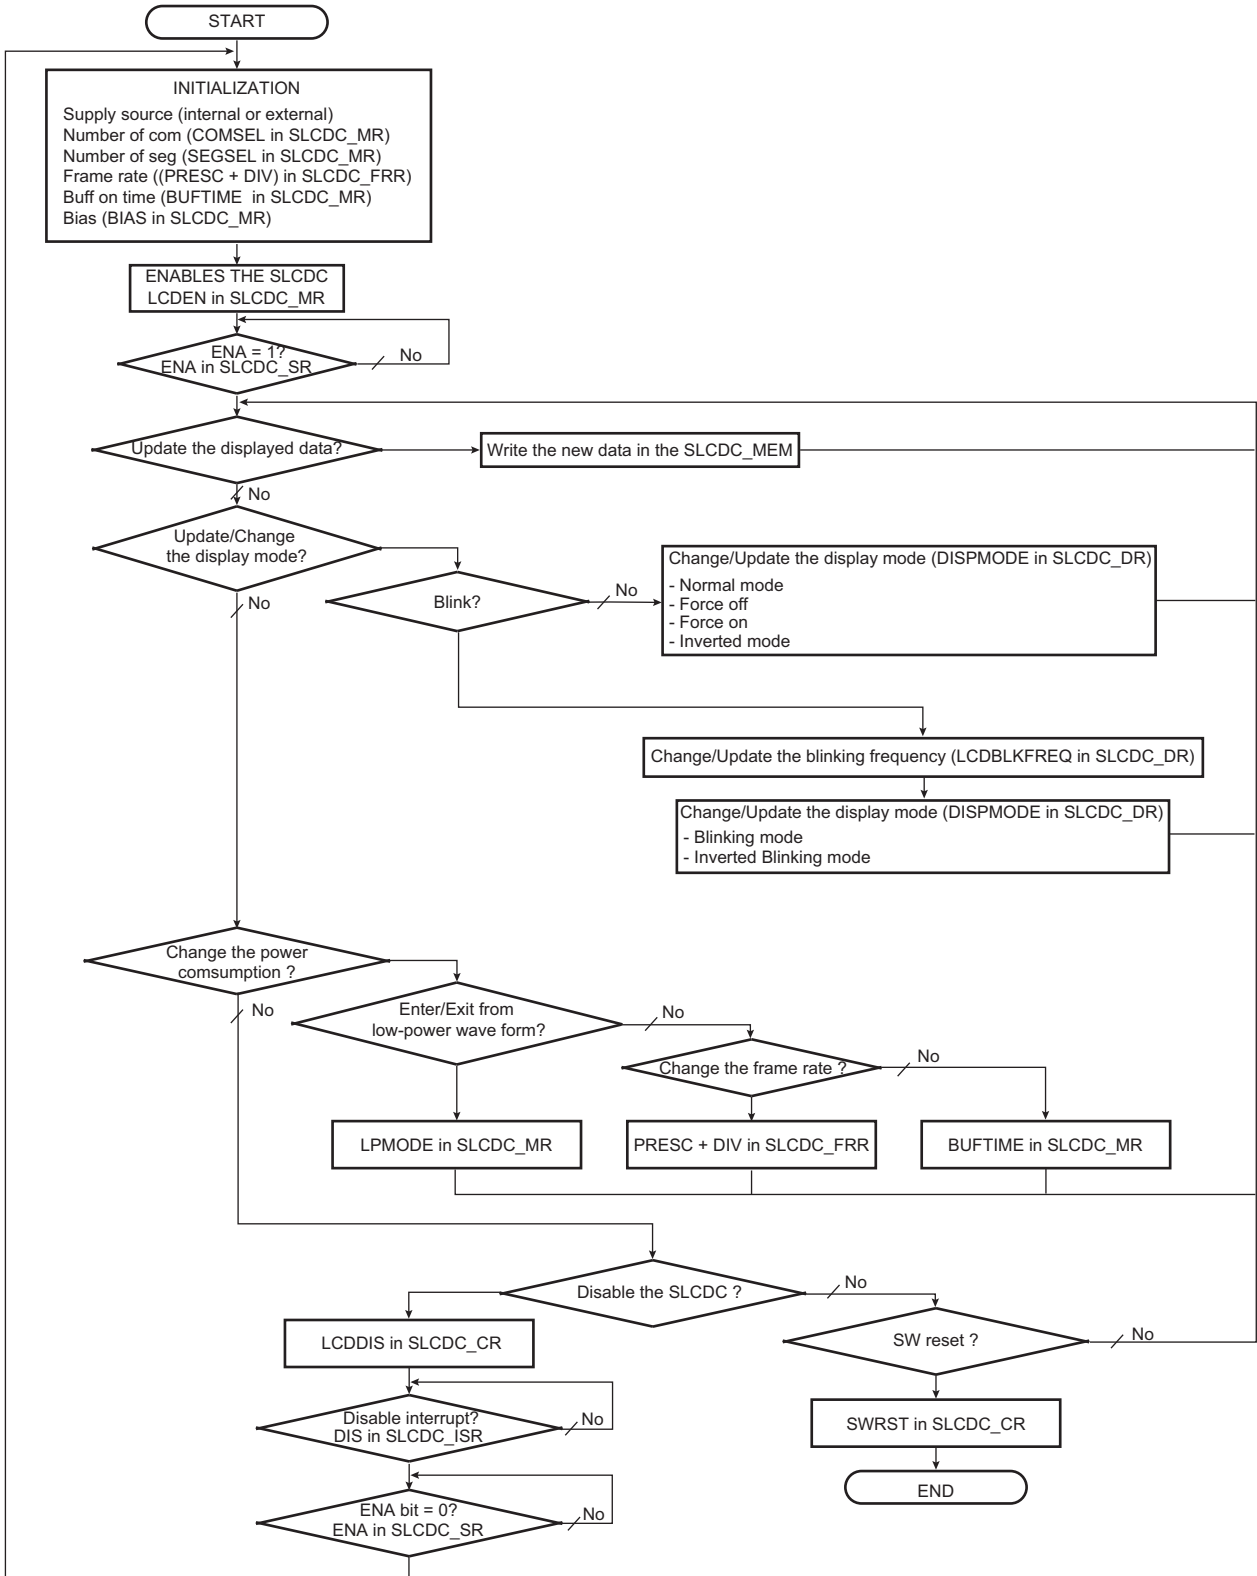 START
INITIALIZATION
Supply source (internal or external)
Number of com (COMSEL in SLCDC_MR)
Number of seg (SEGSEL in SLCDC_MR)
Frame rate ((PRESC + DIV) in SLCDC_FRR)
Buff on time (BUFTIME in SLCDC_MR)
Bias (BIAS in SLCDC_MR)
ENABLES THE SLCDC
LCDEN in SLCDC_MR
ENA = 1?
ENA in SLCDC_SR
No
Update the displayed data?
Write the new data in the SLCDC_MEM
No
Update/Change
the display mode?
No
Blink?
No
Change/Update the display mode (DISPMODE in SLCDC_DR)
- Normal mode
- Force off
- Force on
- Inverted mode
Change/Update the blinking frequency (LCDBLKFREQ in SLCDC_DR)
Change/Update the display mode (DISPMODE in SLCDC_DR)
- Blinking mode
- Inverted Blinking mode
Change the power
comsumption ?
No
Enter/Exit from
low-power wave form?
No
Change the frame rate ?
No
LPMODE in SLCDC_MR
PRESC + DIV in SLCDC_FRR
BUFTIME in SLCDC_MR
Disable the SLCDC ?
No
LCDDIS in SLCDC_CR
SW reset ?
No
Disable interrupt?
DIS in SLCDC_ISR
No
SWRST in SLCDC_CR
END
ENA bit = 0?
ENA in SLCDC_SR
No